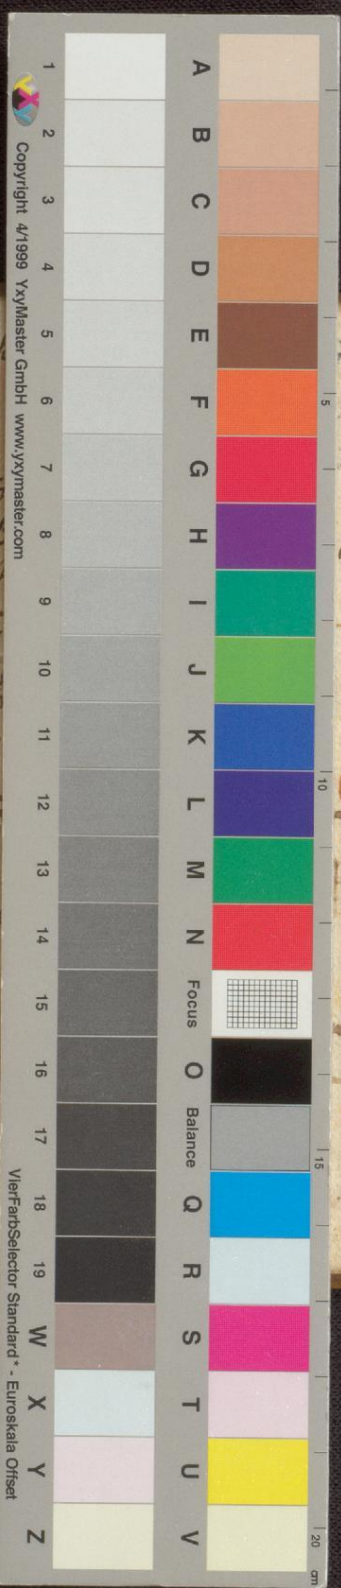 1
2
3
4
5
6
7
8
9
10
11
12
13
14
15
16
17
18
19
W
X
Y
Z
A
B
C
D
E
F
G
H
I
J
K
L
M
N
Focus
O
Balance
Q
R
S
T
U
V
5
10
15
20
cm
YXY
Copyright 4/1999 YxyMaster GmbH www.yxymaster.com
VierFarbSelector Standard* - Euroskala Offset